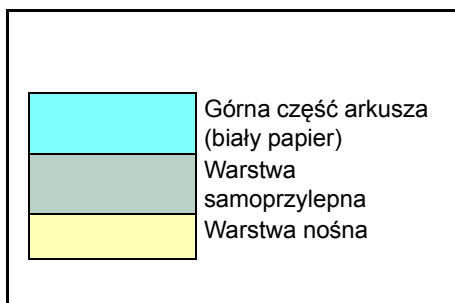 Górna część arkusza
(biały papier)
Warstwa
samoprzylepna
Warstwa nośna